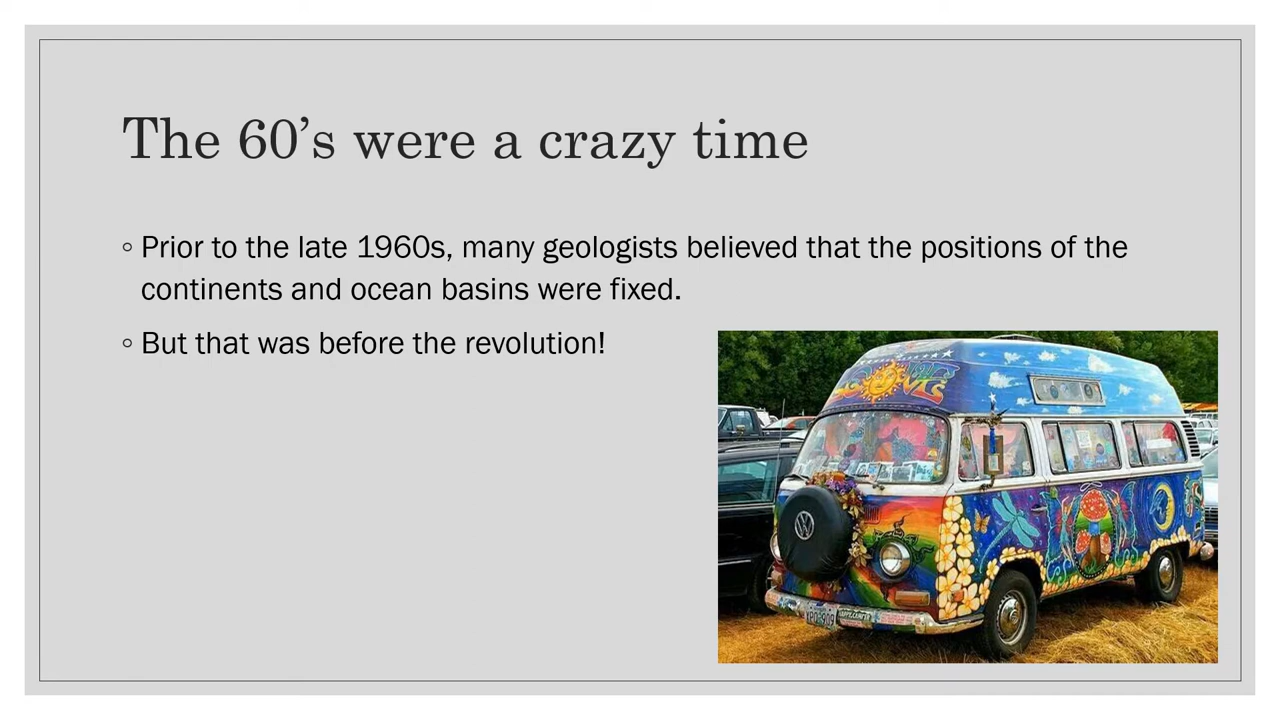 The 60’s were a crazy time
◦ Prior to the late 1960s, many geologists believed that the positions of the
continents and ocean basins were fixed.
◦ But that was before the revolution!